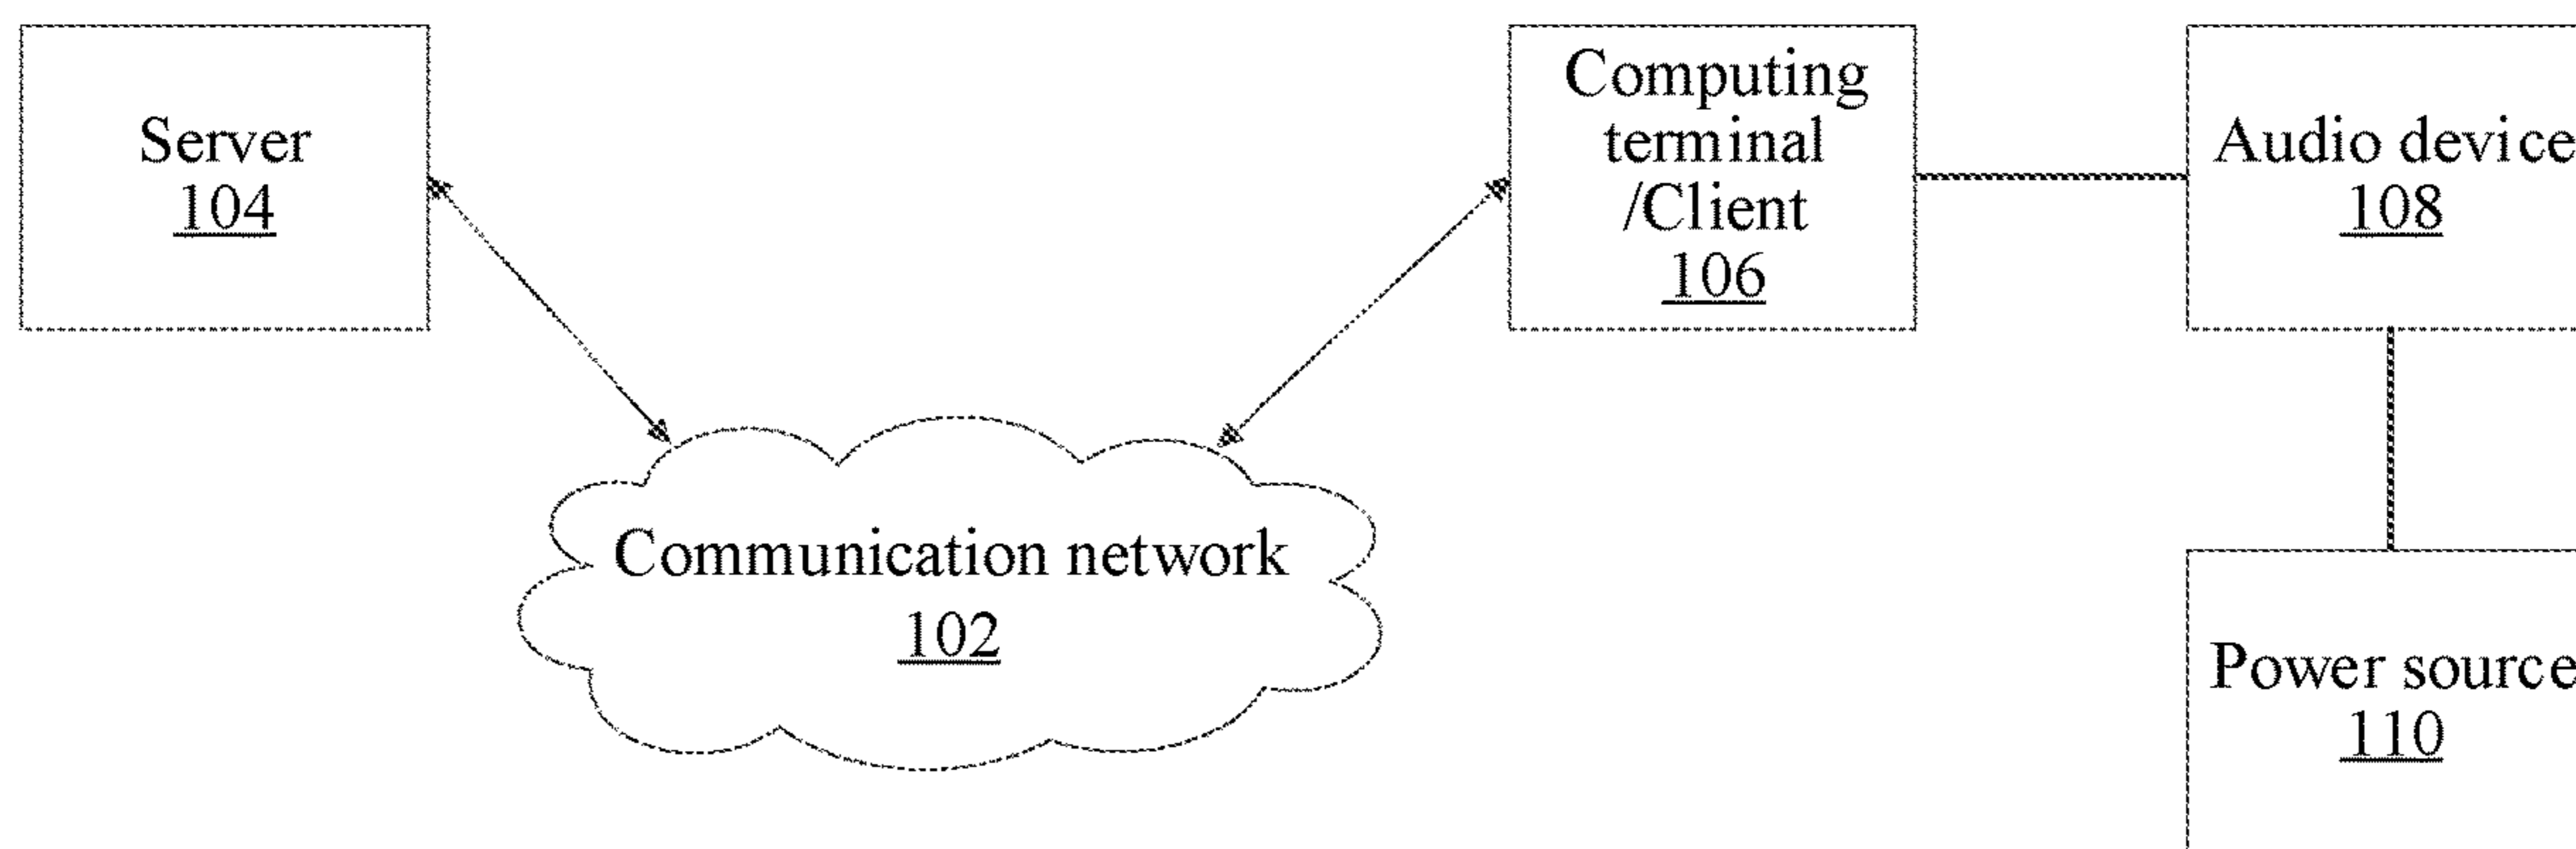 Server
104
Computing
terminal
/Client
106
Audio device
108
Communication network
102
Power source
110